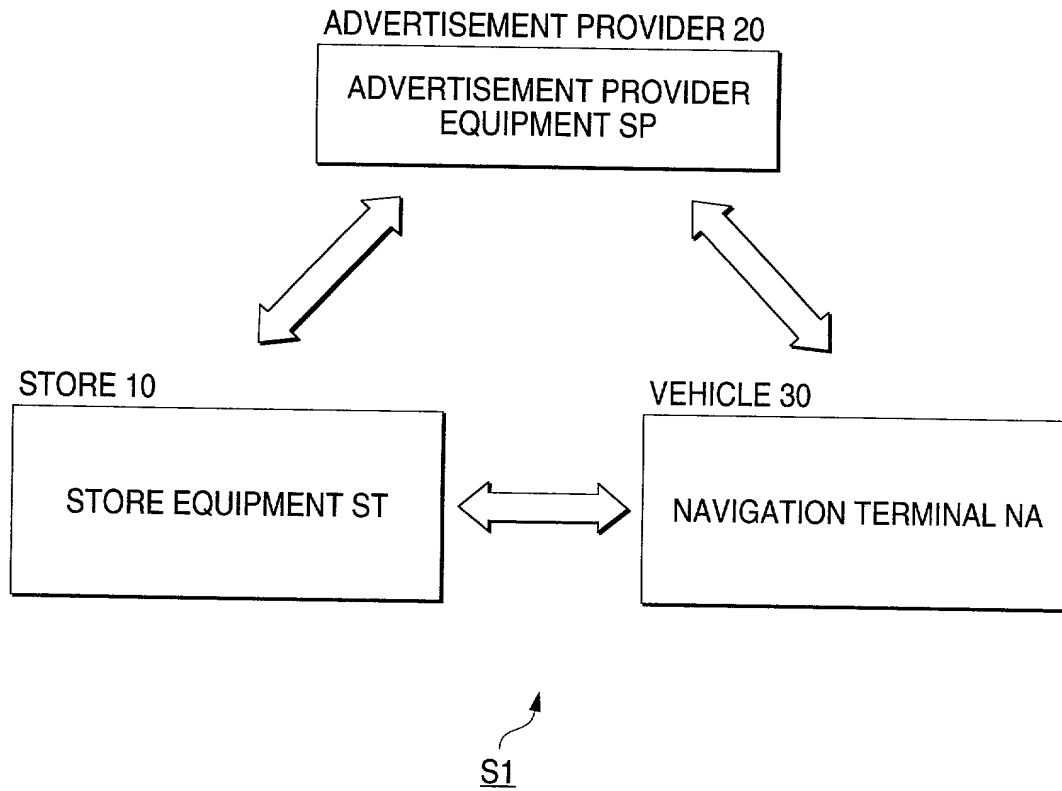 ADVERTISEMENT PROVIDER 20
ADVERTISEMENT PROVIDER
EQUIPMENT SP
STORE 10
STORE EQUIPMENT ST
VEHICLE 30
NAVIGATION TERMINAL NA
S1